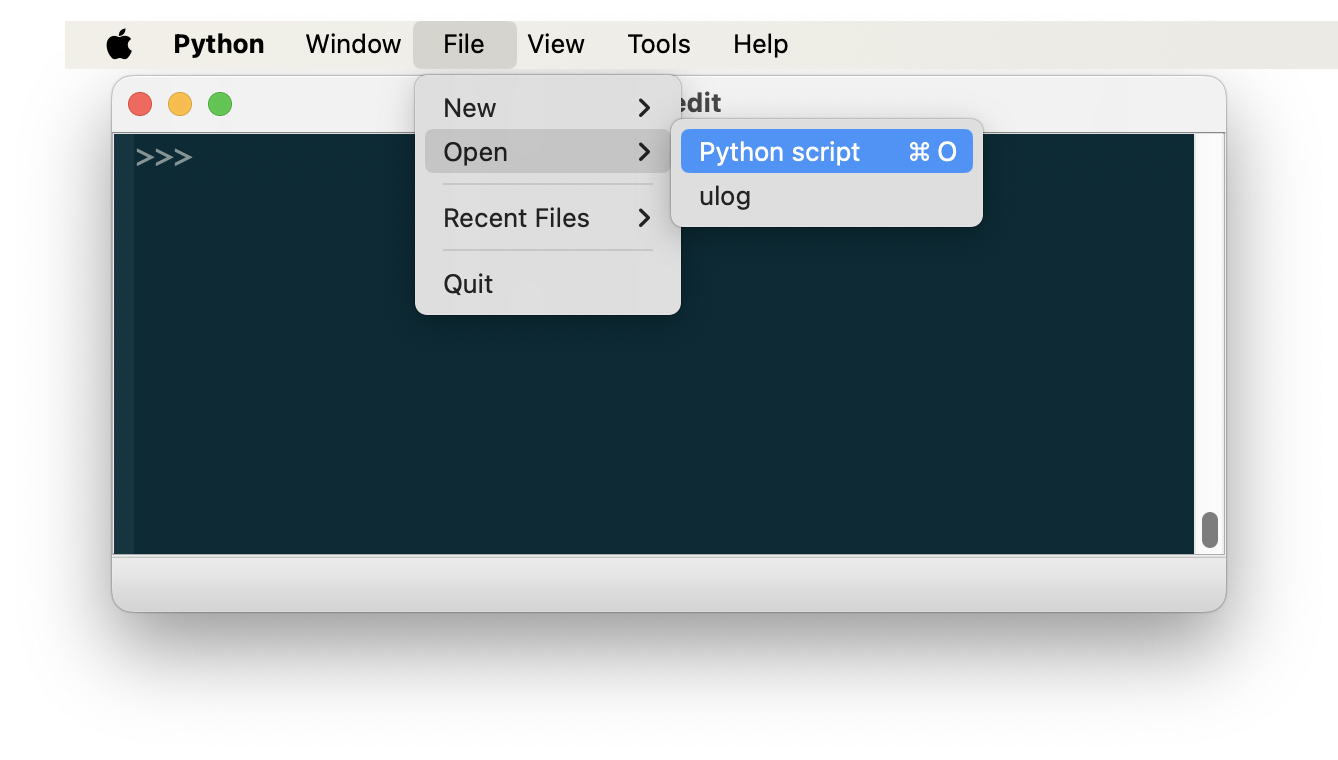 Python Window File View Tools Help
edit
New
Open
Recent Files
Quit
Python script ⌘ O
ulog
>>>